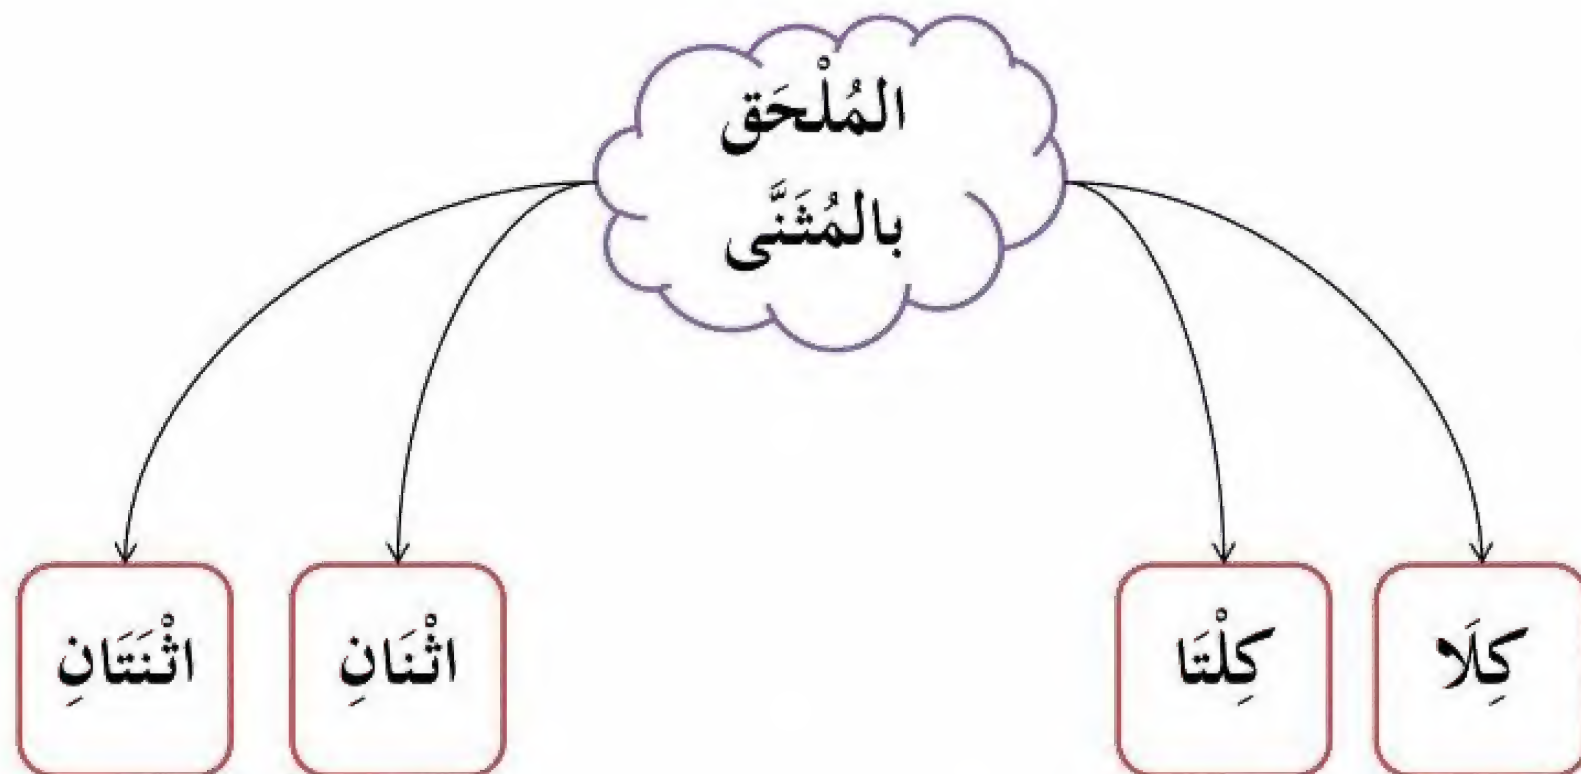 المُلْحَق
بالمُثَنَّى
كِلَا
كِلْتَا
اثْنَانِ
اثْنَتَانِ